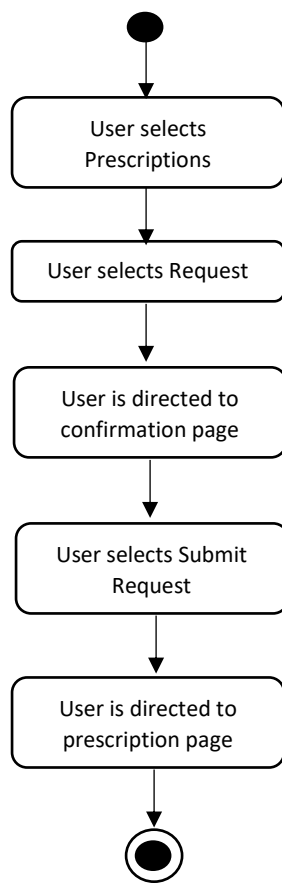 User selects
Prescriptions
User selects Request
User is directed to
confirmation page
User selects Submit
Request
User is directed to
prescription page